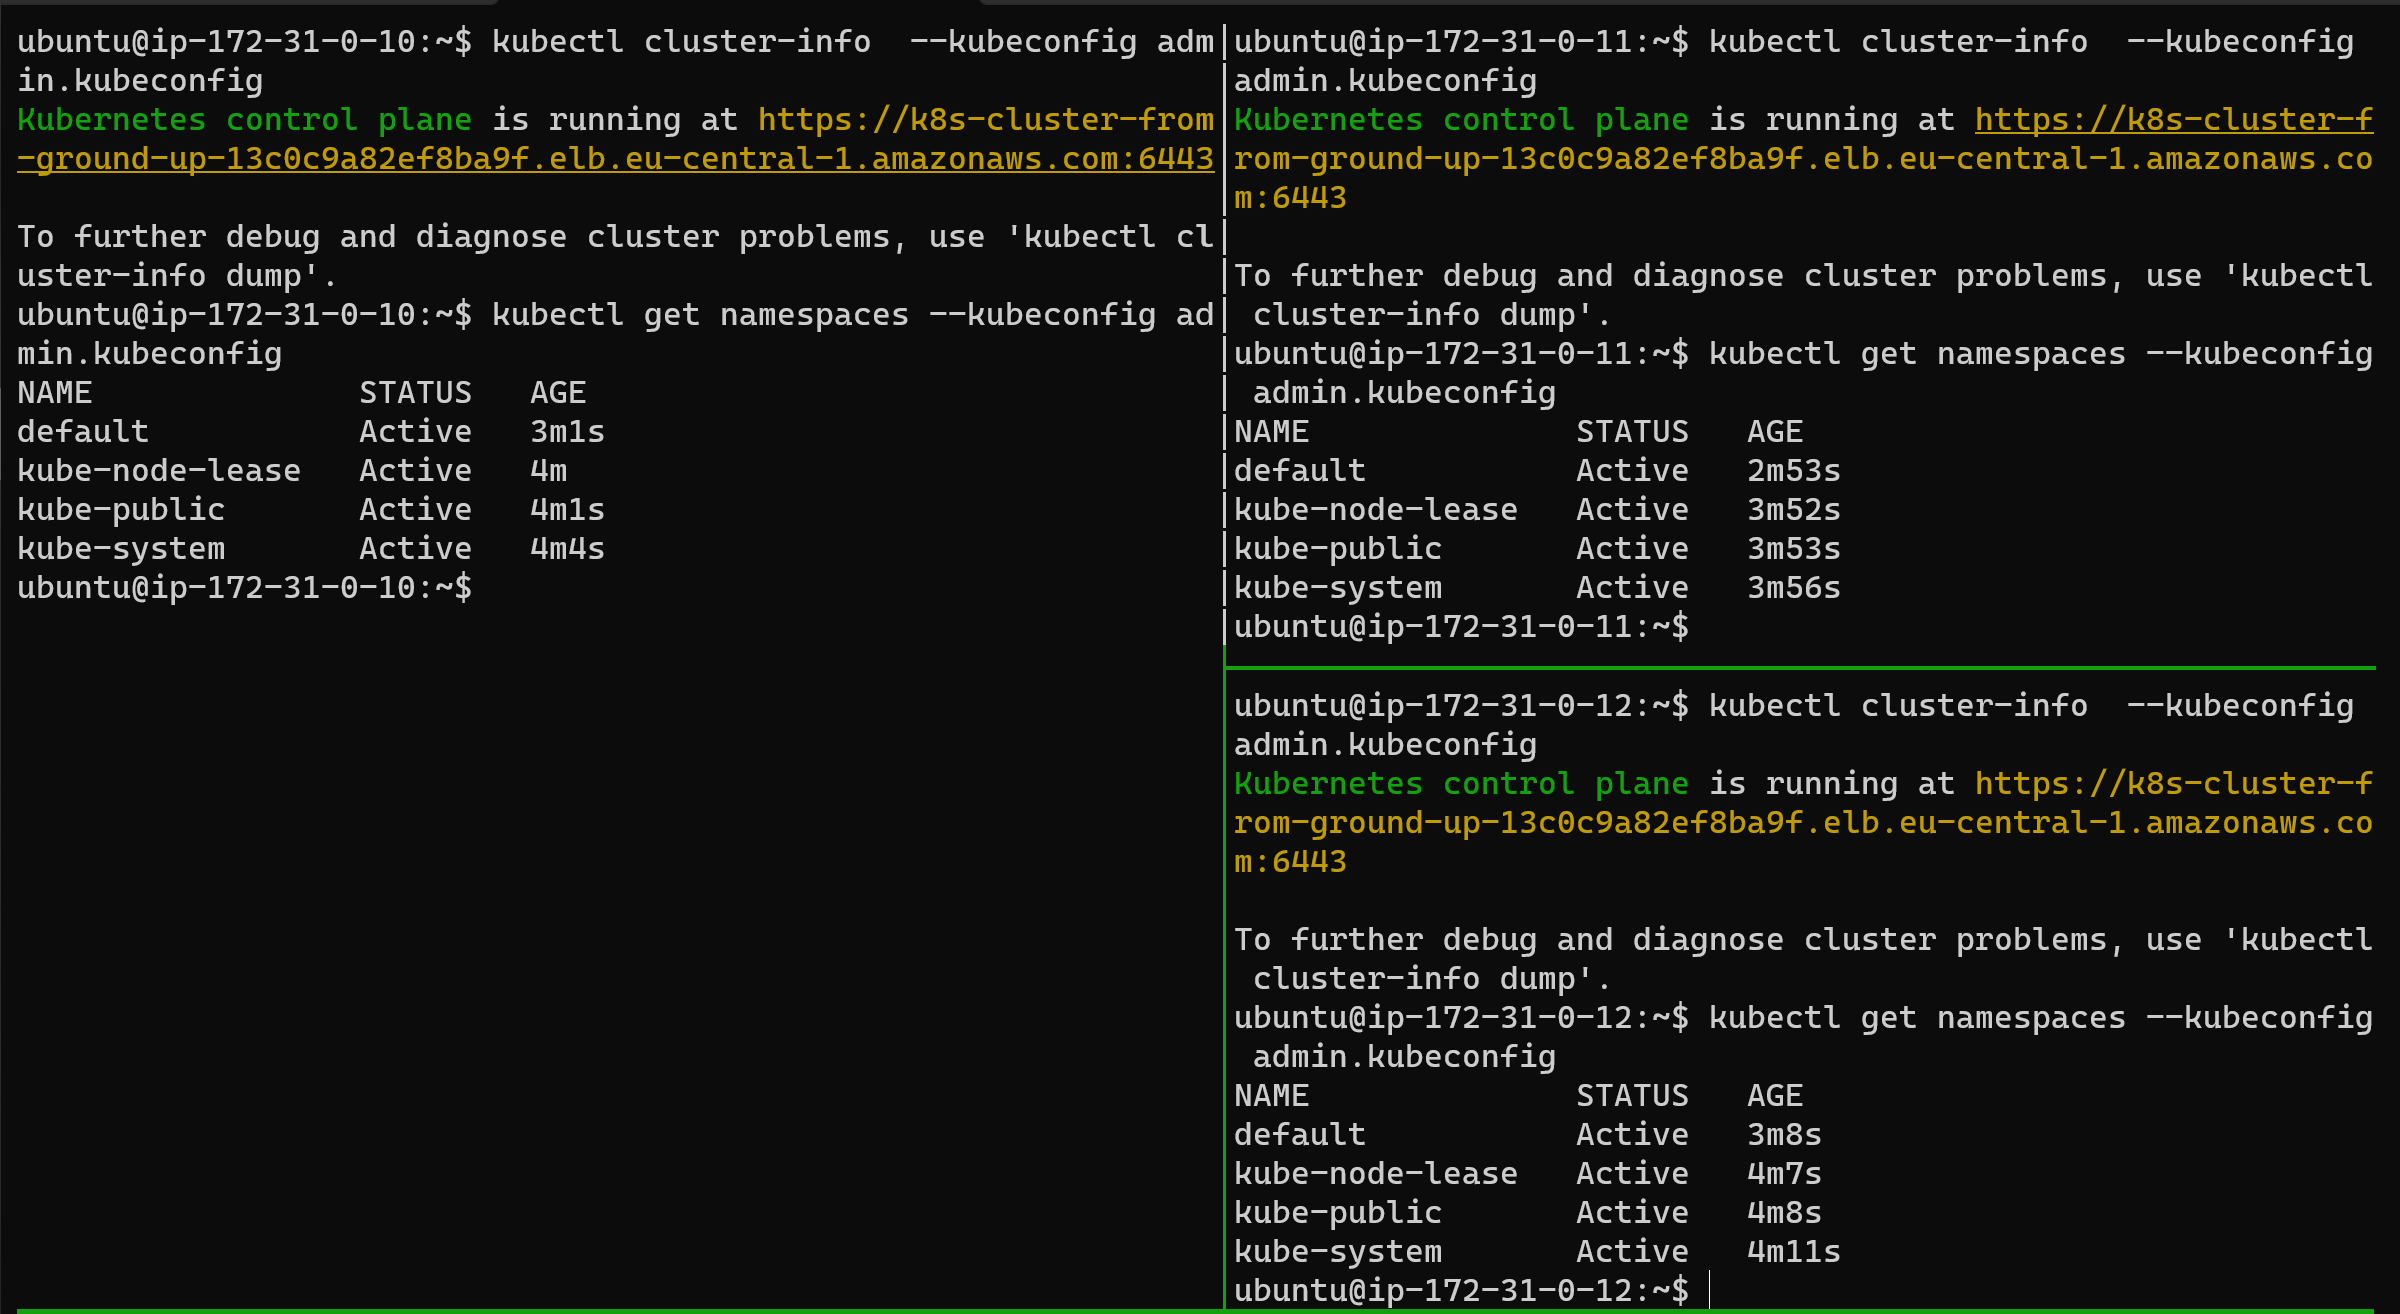 ubuntu@ip-172-31-0-10:~$ kubectl cluster-info  --kubeconfig adm
in.kubeconfig
Kubernetes control plane is running at https://k8s-cluster-from
-ground-up-13c0c9a82ef8ba9f.elb.eu-central-1.amazonaws.com:6443

To further debug and diagnose cluster problems, use 'kubectl cl
uster-info dump'.
ubuntu@ip-172-31-0-10:~$ kubectl get namespaces --kubeconfig ad
min.kubeconfig
NAME              STATUS   AGE
default           Active   3m1s
kube-node-lease   Active   4m
kube-public       Active   4m1s
kube-system       Active   4m4s
ubuntu@ip-172-31-0-10:~$
ubuntu@ip-172-31-0-11:~$ kubectl cluster-info  --kubeconfig
admin.kubeconfig
Kubernetes control plane is running at https://k8s-cluster-f
rom-ground-up-13c0c9a82ef8ba9f.elb.eu-central-1.amazonaws.co
m:6443

To further debug and diagnose cluster problems, use 'kubectl
 cluster-info dump'.
ubuntu@ip-172-31-0-11:~$ kubectl get namespaces --kubeconfig
 admin.kubeconfig
NAME              STATUS   AGE
default           Active   2m53s
kube-node-lease   Active   3m52s
kube-public       Active   3m53s
kube-system       Active   3m56s
ubuntu@ip-172-31-0-11:~$
ubuntu@ip-172-31-0-12:~$ kubectl cluster-info  --kubeconfig
admin.kubeconfig
Kubernetes control plane is running at https://k8s-cluster-f
rom-ground-up-13c0c9a82ef8ba9f.elb.eu-central-1.amazonaws.co
m:6443

To further debug and diagnose cluster problems, use 'kubectl
 cluster-info dump'.
ubuntu@ip-172-31-0-12:~$ kubectl get namespaces --kubeconfig
 admin.kubeconfig
NAME              STATUS   AGE
default           Active   3m8s
kube-node-lease   Active   4m7s
kube-public       Active   4m8s
kube-system       Active   4m11s
ubuntu@ip-172-31-0-12:~$